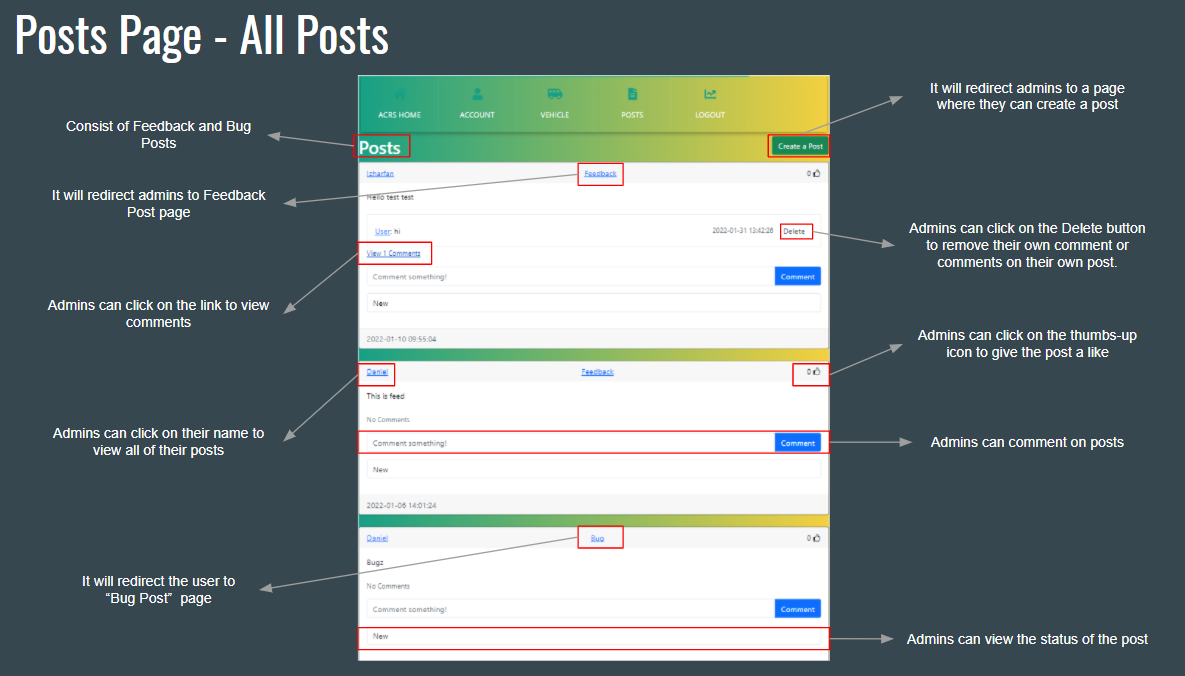 Posts Page - All Posts
Consist of Feedback and Bug
Posts
It will redirect admins to Feedback
Post page
Admins can click on the link to view
comments
Admins can click on their name to
view all of their posts
It will redirect the user to
“Bug Post” page
ACRS HOME
ACCOUNT
VEHICLE
POSTS
LOGOUT
Posts
Create a Post
Izharfan
Feedback
0
Hello test test
User: hi
2022-01-31 13:42:26
Delete
View 1 Comments
Comment something!
Comment
New
2022-01-10 09:55:04
Daniel
Feedback
0
This is feed
No Comments
Comment something!
Comment
New
2022-01-06 14:01:24
Daniel
Bug
0
Bugz
No Comments
Comment something!
Comment
New
It will redirect admins to a page
where they can create a post
Admins can click on the Delete button
to remove their own comment or
comments on their own post.
Admins can click on the thumbs-up
icon to give the post a like
Admins can comment on posts
Admins can view the status of the post